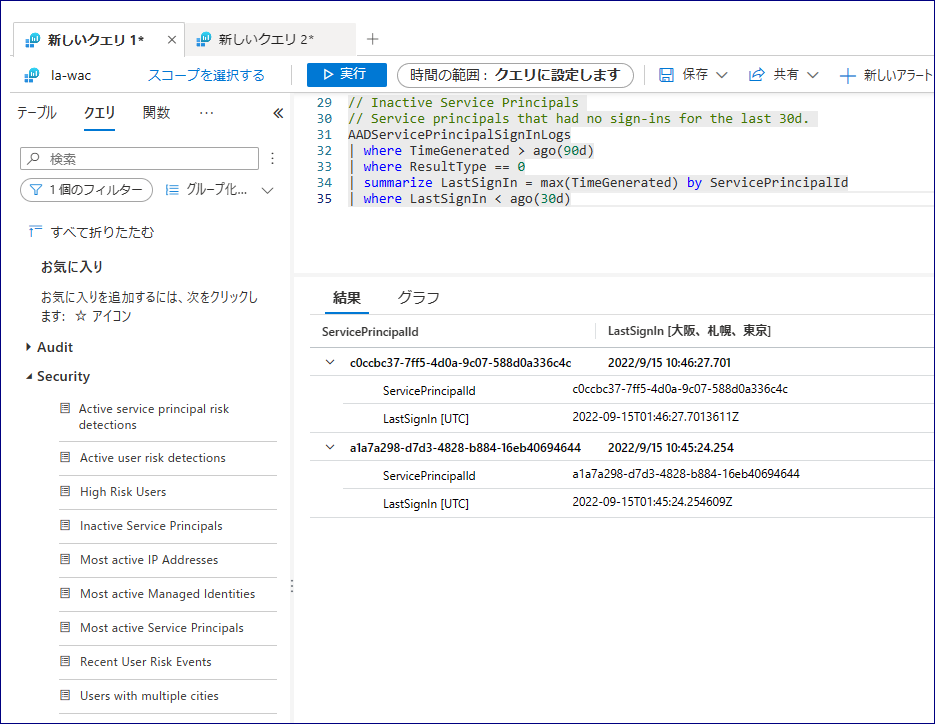 新しいクエリ 1*
新しいクエリ 2*
la-wac
スコープを選択する
実行
時間の範囲 : クエリに設定します
保存
共有
新しいアラート
テーブル
クエリ
関数
検索
1 個のフィルター
グループ化...
すべて折りたたむ
お気に入り
お気に入りを追加するには、次をクリックし
ます: ☆ アイコン
Audit
Security
Active service principal risk
detections
Active user risk detections
High Risk Users
Inactive Service Principals
Most active IP Addresses
Most active Managed Identities
Most active Service Principals
Recent User Risk Events
Users with multiple cities
29 // Inactive Service Principals
30 // Service principals that had no sign-ins for the last 30d.
31 AADServicePrincipalSignInLogs
32 | where TimeGenerated > ago(90d)
33 | where ResultType == 0
34 | summarize LastSignIn = max(TimeGenerated) by ServicePrincipalId
35 | where LastSignIn < ago(30d)
結果
グラフ
ServicePrincipalId LastSignIn [大阪、札幌、東京]
c0ccbc37-7ff5-4d0a-9c07-588d0a336c4c 2022/9/15 10:46:27.701
ServicePrincipalId c0ccbc37-7ff5-4d0a-9c07-588d0a336c4c
LastSignIn [UTC] 2022-09-15T01:46:27.7013611Z
a1a7a298-d7d3-4828-b884-16eb40694644 2022/9/15 10:45:24.254
ServicePrincipalId a1a7a298-d7d3-4828-b884-16eb40694644
LastSignIn [UTC] 2022-09-15T01:45:24.254609Z